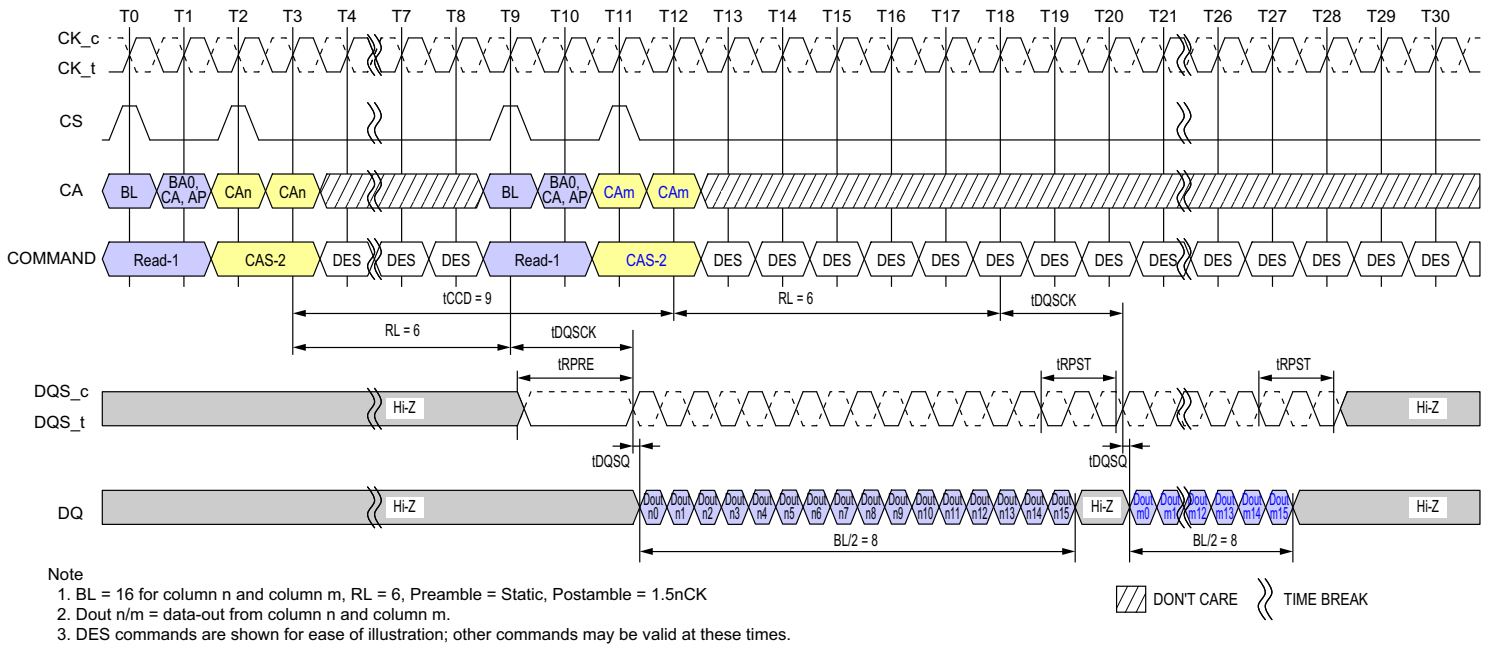 T0 T1 T2 T3 T4 T7 T8 T9 T10 T11 T12 T13 T14 T15 T16 T17 T18 T19 T20 T21 T26 T27 T28 T29 T30
CK_c
CK_t
CS
CA BL BA0, CA, AP CAn CAn BL BA0, CA, AP CAm CAm
COMMAND Read-1 CAS-2 DES DES DES Read-1 CAS-2 DES DES DES DES DES DES DES DES DES DES DES DES DES DES
tCCD = 9 RL = 6 tDQSCK
RL = 6 tDQSCK
tRPRE tRPST tRPST
DQS_c
DQS_t
Hi-Z Hi-Z
tDQSQ tDQSQ
DQ Hi-Z Dout n0 Dout n1 Dout n2 Dout n3 Dout n4 Dout n5 Dout n6 Dout n7 Dout n8 Dout n9 Dout n10 Dout n11 Dout n12 Dout n13 Dout n14 Dout n15 Hi-Z Dout m0 Dout m1 Dout m12 Dout m13 Dout m14 Dout m15 Hi-Z
BL/2 = 8 BL/2 = 8
Note
1. BL = 16 for column n and column m, RL = 6, Preamble = Static, Postamble = 1.5nCK
2. Dout n/m = data-out from column n and column m.
3. DES commands are shown for ease of illustration; other commands may be valid at these times.
DON'T CARE TIME BREAK